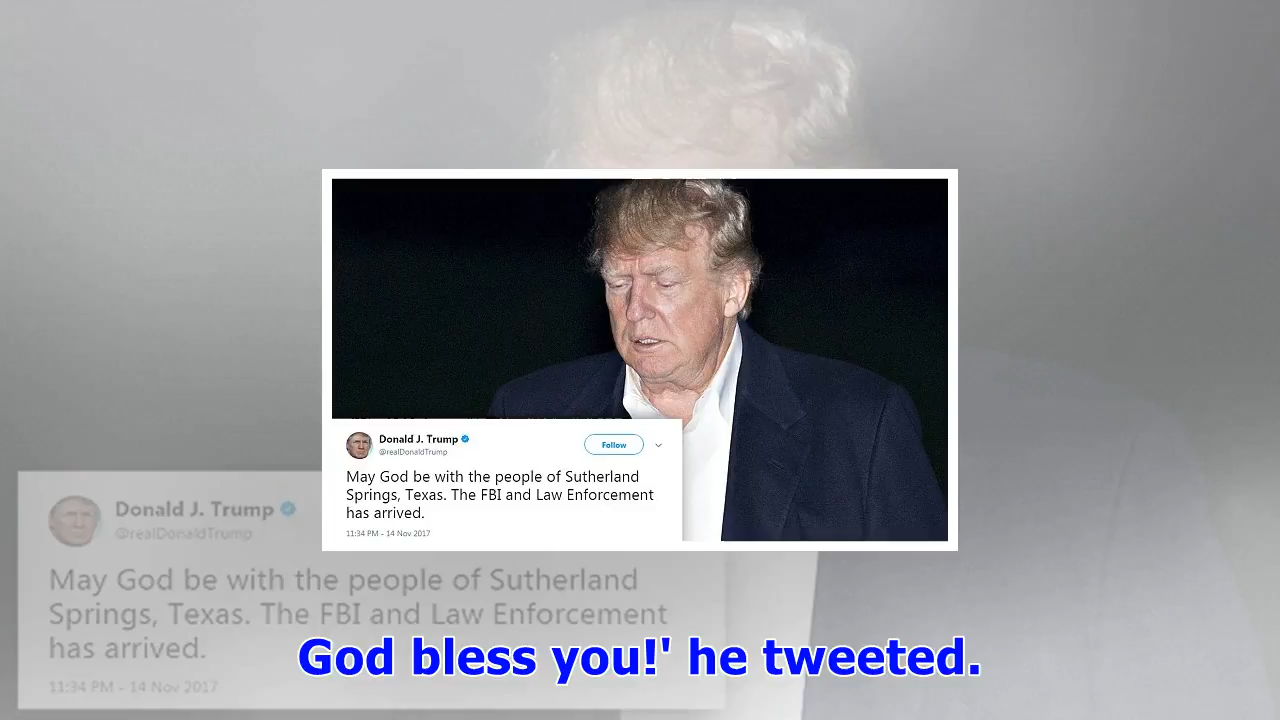 Donald J. Trump
@realDonaldTrump
Follow
May God be with the people of Sutherland
Springs, Texas. The FBI and Law Enforcement
has arrived.
11:34 PM - 14 Nov 2017
Donald J. Trump
@realDonaldTrump
May God be with the people of Sutherland
Springs, Texas. The FBI and Law Enforcement
has arrived.
11:34 PM - 14 Nov 2017
God bless you!' he tweeted.